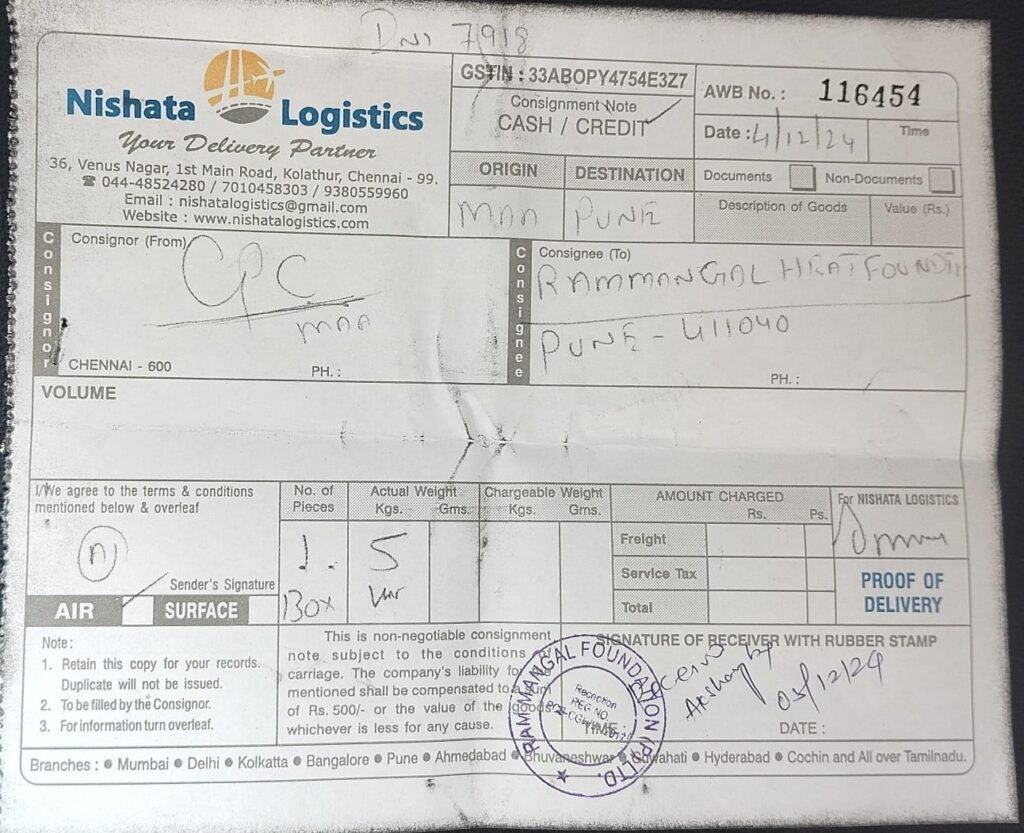 DNI 7918
Nishata Logistics
Your Delivery Partner
36, Venus Nagar, 1st Main Road, Kolathur, Chennai - 99.
☎ 044-48524280 / 7010458303 / 9380559960
Email : nishatalogistics@gmail.com
Website : www.nishatalogistics.com
GSTIN : 33ABOPY4754E3Z7
Consignment Note
CASH / CREDIT
AWB No. : 116454
Date : 4/12/24
Time
ORIGIN
DESTINATION
MAA
PUNE
Documents
Non-Documents
Description of Goods
Value (Rs.)
Consignor
Consignor (From)
CPC
MAA
CHENNAI - 600
PH. :
Consignee
Consignee (To)
RAMMANGAL HEAT FOUNDTN
PUNE - 411040
PH. :
VOLUME
I/We agree to the terms & conditions
mentioned below & overleaf
Sender's Signature
AIR
SURFACE
No. of Pieces
1.
BOX
Actual Weight
Kgs. Gms.
5
Chargeable Weight
Kgs. Gms.
AMOUNT CHARGED
Rs. Ps.
Freight
Service Tax
Total
For NISHATA LOGISTICS
PROOF OF
DELIVERY
Note :
1. Retain this copy for your records.
Duplicate will not be issued.
2. To be filled by the Consignor.
3. For information turn overleaf.
This is non-negotiable consignment
note subject to the conditions of
carriage. The company's liability for
mentioned shall be compensated to a sum
of Rs. 500/- or the value of the goods
whichever is less for any cause.
SIGNATURE OF RECEIVER WITH RUBBER STAMP
05/12/24
TIME :
DATE :
RAM MANGAL FOUNDATION (P) LTD.
Reception
REG NO
Branches : ● Mumbai ● Delhi ● Kolkatta ● Bangalore ● Pune ● Ahmedabad ● Bhuvaneshwar ● Guwahati ● Hyderabad ● Cochin and All over Tamilnadu.